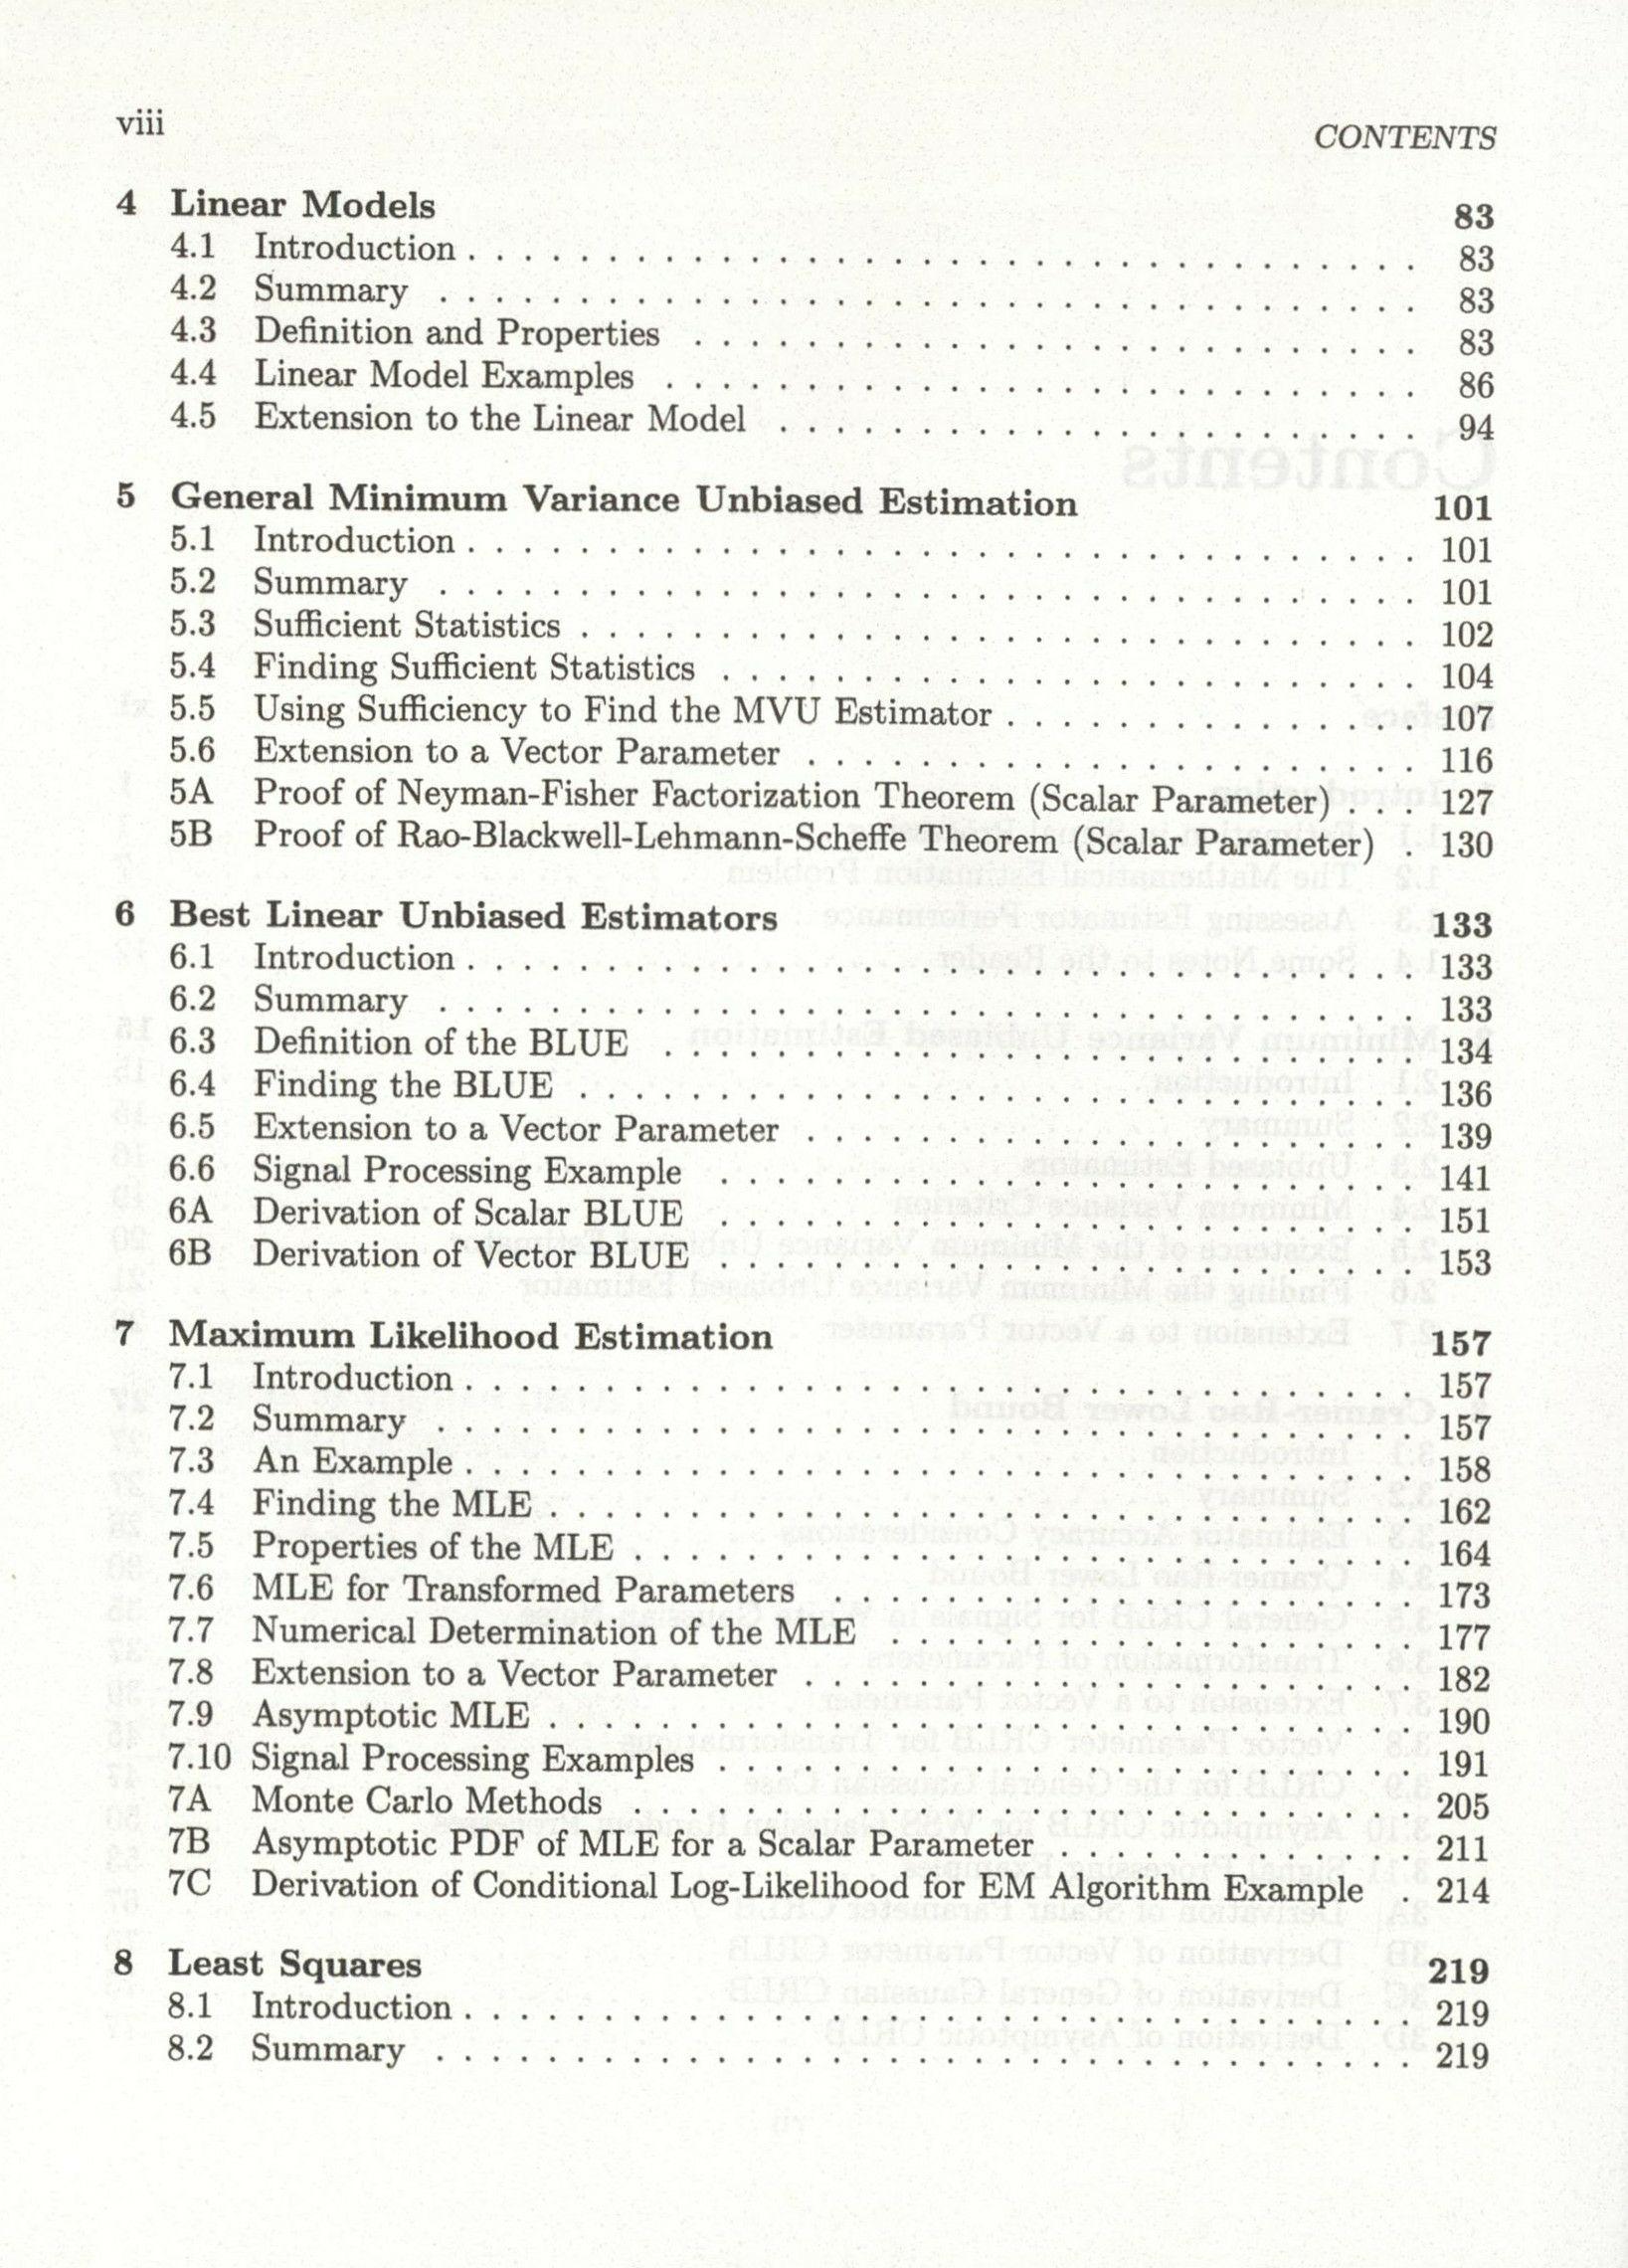 viii
CONTENTS
4 Linear Models 83
4.1 Introduction . . . . . . . . . . . . . . . . . . . . . . . . . . . . . . . . . . 83
4.2 Summary . . . . . . . . . . . . . . . . . . . . . . . . . . . . . . . . . . . 83
4.3 Definition and Properties . . . . . . . . . . . . . . . . . . . . . . . . . . 83
4.4 Linear Model Examples . . . . . . . . . . . . . . . . . . . . . . . . . . . 86
4.5 Extension to the Linear Model . . . . . . . . . . . . . . . . . . . . . . . 94
5 General Minimum Variance Unbiased Estimation 101
5.1 Introduction . . . . . . . . . . . . . . . . . . . . . . . . . . . . . . . . . . 101
5.2 Summary . . . . . . . . . . . . . . . . . . . . . . . . . . . . . . . . . . . 101
5.3 Sufficient Statistics . . . . . . . . . . . . . . . . . . . . . . . . . . . . . . 102
5.4 Finding Sufficient Statistics . . . . . . . . . . . . . . . . . . . . . . . . . 104
5.5 Using Sufficiency to Find the MVU Estimator . . . . . . . . . . . . . . . 107
5.6 Extension to a Vector Parameter . . . . . . . . . . . . . . . . . . . . . . 116
5A Proof of Neyman-Fisher Factorization Theorem (Scalar Parameter) . . . 127
5B Proof of Rao-Blackwell-Lehmann-Scheffe Theorem (Scalar Parameter) . 130
6 Best Linear Unbiased Estimators 133
6.1 Introduction . . . . . . . . . . . . . . . . . . . . . . . . . . . . . . . . . . 133
6.2 Summary . . . . . . . . . . . . . . . . . . . . . . . . . . . . . . . . . . . 133
6.3 Definition of the BLUE . . . . . . . . . . . . . . . . . . . . . . . . . . . 134
6.4 Finding the BLUE . . . . . . . . . . . . . . . . . . . . . . . . . . . . . . 136
6.5 Extension to a Vector Parameter . . . . . . . . . . . . . . . . . . . . . . 139
6.6 Signal Processing Example . . . . . . . . . . . . . . . . . . . . . . . . . 141
6A Derivation of Scalar BLUE . . . . . . . . . . . . . . . . . . . . . . . . . 151
6B Derivation of Vector BLUE . . . . . . . . . . . . . . . . . . . . . . . . . 153
7 Maximum Likelihood Estimation 157
7.1 Introduction . . . . . . . . . . . . . . . . . . . . . . . . . . . . . . . . . . 157
7.2 Summary . . . . . . . . . . . . . . . . . . . . . . . . . . . . . . . . . . . 157
7.3 An Example . . . . . . . . . . . . . . . . . . . . . . . . . . . . . . . . . . 158
7.4 Finding the MLE . . . . . . . . . . . . . . . . . . . . . . . . . . . . . . . 162
7.5 Properties of the MLE . . . . . . . . . . . . . . . . . . . . . . . . . . . . 164
7.6 MLE for Transformed Parameters . . . . . . . . . . . . . . . . . . . . . 173
7.7 Numerical Determination of the MLE . . . . . . . . . . . . . . . . . . . 177
7.8 Extension to a Vector Parameter . . . . . . . . . . . . . . . . . . . . . . 182
7.9 Asymptotic MLE . . . . . . . . . . . . . . . . . . . . . . . . . . . . . . . 190
7.10 Signal Processing Examples . . . . . . . . . . . . . . . . . . . . . . . . . 191
7A Monte Carlo Methods . . . . . . . . . . . . . . . . . . . . . . . . . . . . 205
7B Asymptotic PDF of MLE for a Scalar Parameter . . . . . . . . . . . . . 211
7C Derivation of Conditional Log-Likelihood for EM Algorithm Example . 214
8 Least Squares 219
8.1 Introduction . . . . . . . . . . . . . . . . . . . . . . . . . . . . . . . . . . 219
8.2 Summary . . . . . . . . . . . . . . . . . . . . . . . . . . . . . . . . . . . 219